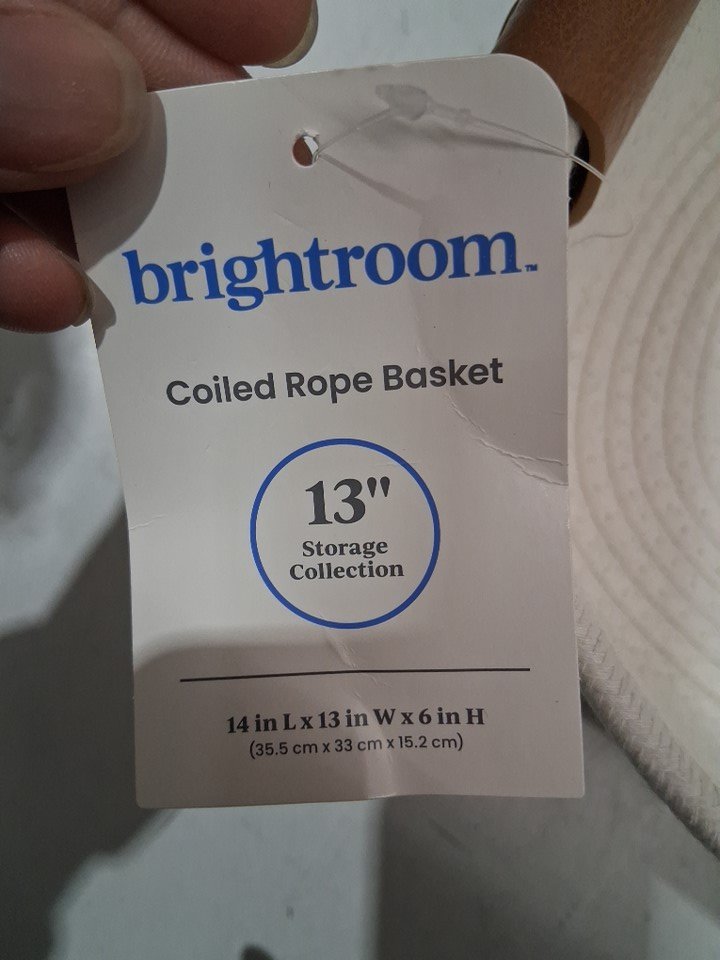 brightroom™
Coiled Rope Basket
13"
Storage
Collection
14 in L x 13 in W x 6 in H
(35.5 cm x 33 cm x 15.2 cm)